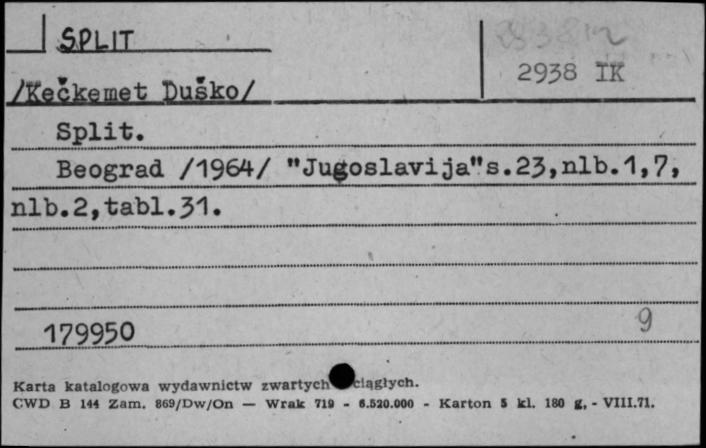 SPLIT
2938 IK
/Kečkemet Duško/
Split.
Beograd /1964/ "Jugoslavija"s.23,nlb.1,7,
nlb.2,tabl.31.
179950 9
Karta katalogowa wydawnictw zwartych ciągłych.
CWD B 144 Zam. 869/Dw/On — Wrak 719 - 6.520.000 - Karton 5 kl. 180 g. - VIII.71.